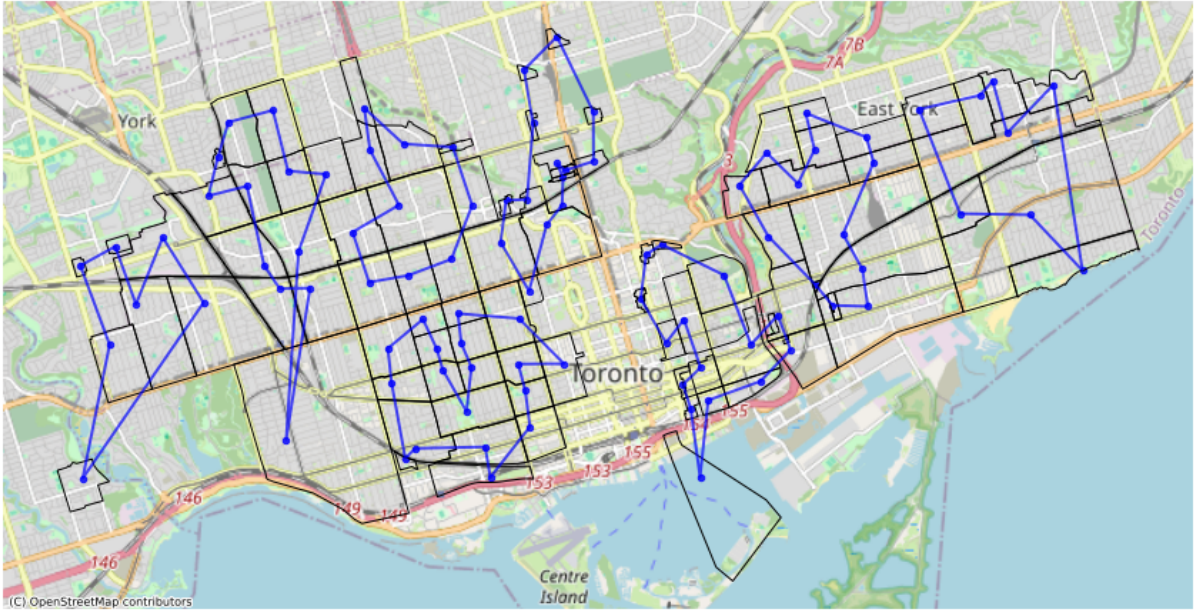 7B
7A
East York
York
3
Toronto
Toronto
155
154
155
153
153
146
149
149
146
Centre
Island
(C) OpenStreetMap contributors